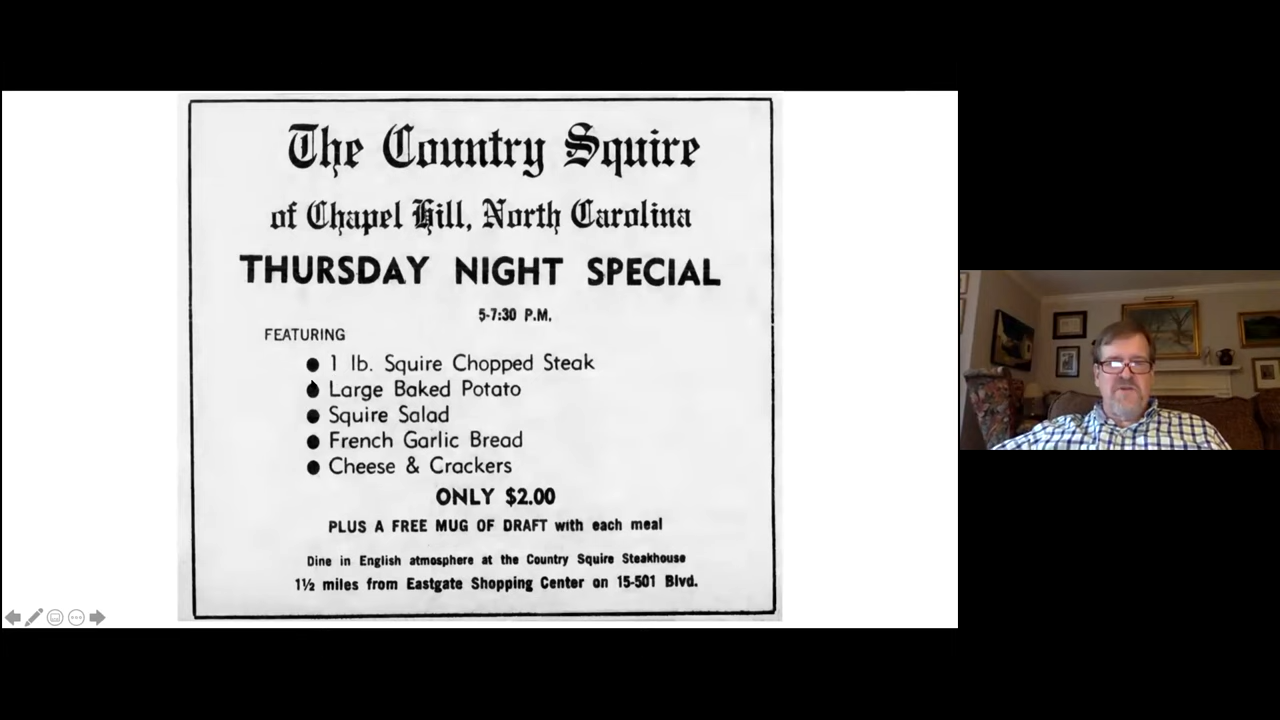 The Country Squire
of Chapel Hill, North Carolina
THURSDAY NIGHT SPECIAL
5-7:30 P.M.
FEATURING
● 1 lb. Squire Chopped Steak
● Large Baked Potato
● Squire Salad
● French Garlic Bread
● Cheese & Crackers
ONLY $2.00
PLUS A FREE MUG OF DRAFT with each meal
Dine in English atmosphere at the Country Squire Steakhouse
1½ miles from Eastgate Shopping Center on 15-501 Blvd.